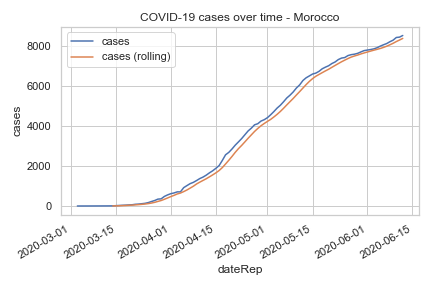 COVID-19 cases over time - Morocco
cases
cases (rolling)
8000
6000
4000
2000
0
cases
2020-03-01
2020-03-15
2020-04-01
2020-04-15
2020-05-01
2020-05-15
2020-06-01
2020-06-15
dateRep